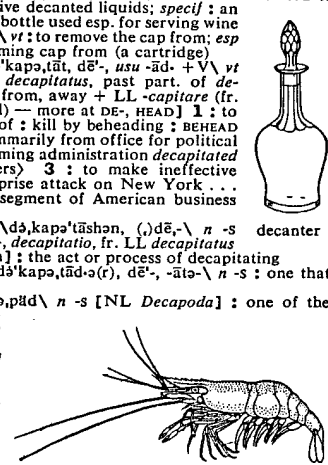 ive decanted liquids; specif : an
bottle used esp. for serving wine
\ vt : to remove the cap from; esp
ming cap from (a cartridge)
'kapə,tāt, dē'-, usu -ād· + V\ vt
decapitatus, past part. of de-
from, away + LL -capitare (fr.
l) — more at DE-, HEAD] 1 : to
of : kill by beheading : BEHEAD
marily from office for political
ming administration decapitated
ers⟩ 3 : to make ineffective
prise attack on New York . . .
segment of American business
\də̇,kapə'tāshən, (,)dē,-\ n -s
decanter
-, decapitatio, fr. LL decapitatus
] : the act or process of decapitating
də̇'kapə,tād·ə(r), dē'-, -ātə-\ n -s : one that
ə,päd\ n -s [NL Decapoda] : one of the